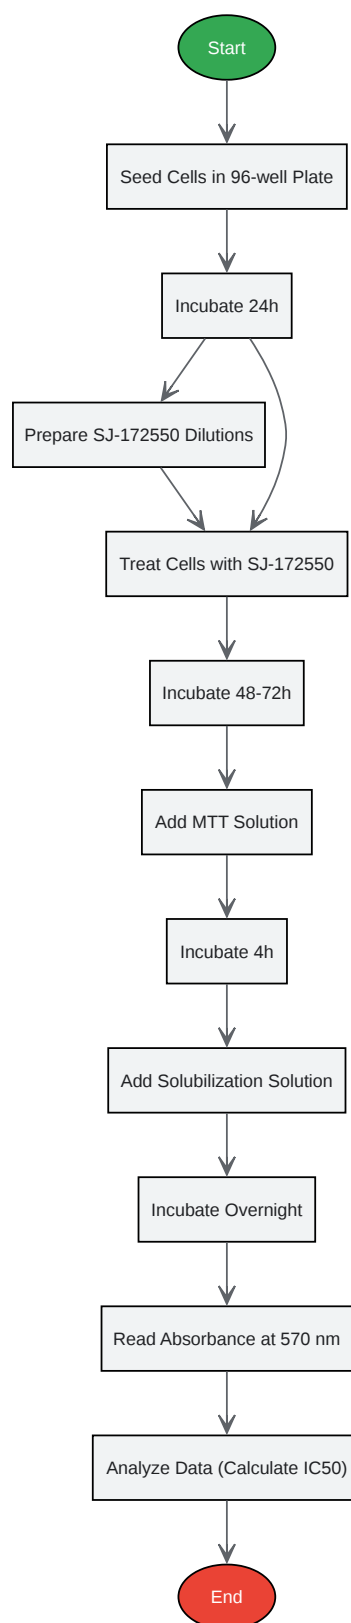 Start
Seed Cells in 96-well Plate
Incubate 24h
Prepare SJ-172550 Dilutions
Treat Cells with SJ-172550
Incubate 48-72h
Add MTT Solution
Incubate 4h
Add Solubilization Solution
Incubate Overnight
Read Absorbance at 570 nm
Analyze Data (Calculate IC50)
End